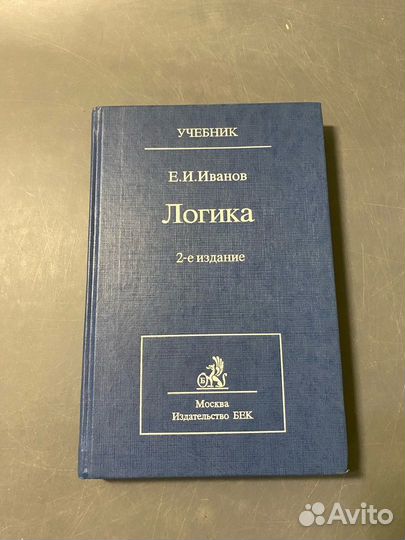 УЧЕБНИК
Е.И.Иванов
Логика
2-е издание
Б
Москва
Издательство БЕК
Avito